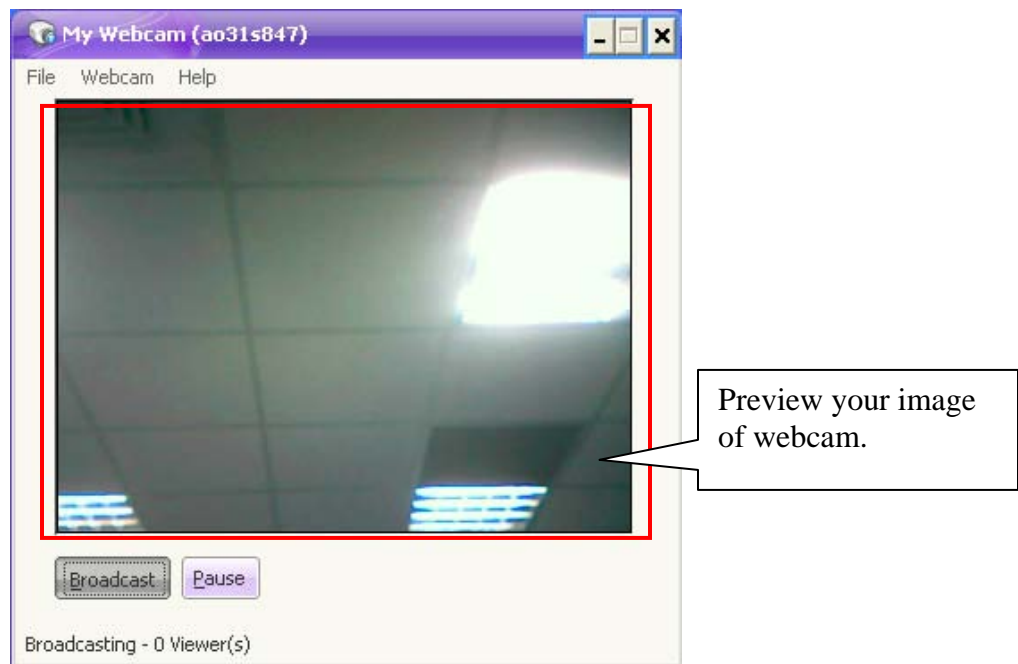 My Webcam (ao31s847)
File Webcam Help
Preview your image
of webcam.
Broadcast Pause
Broadcasting - 0 Viewer(s)